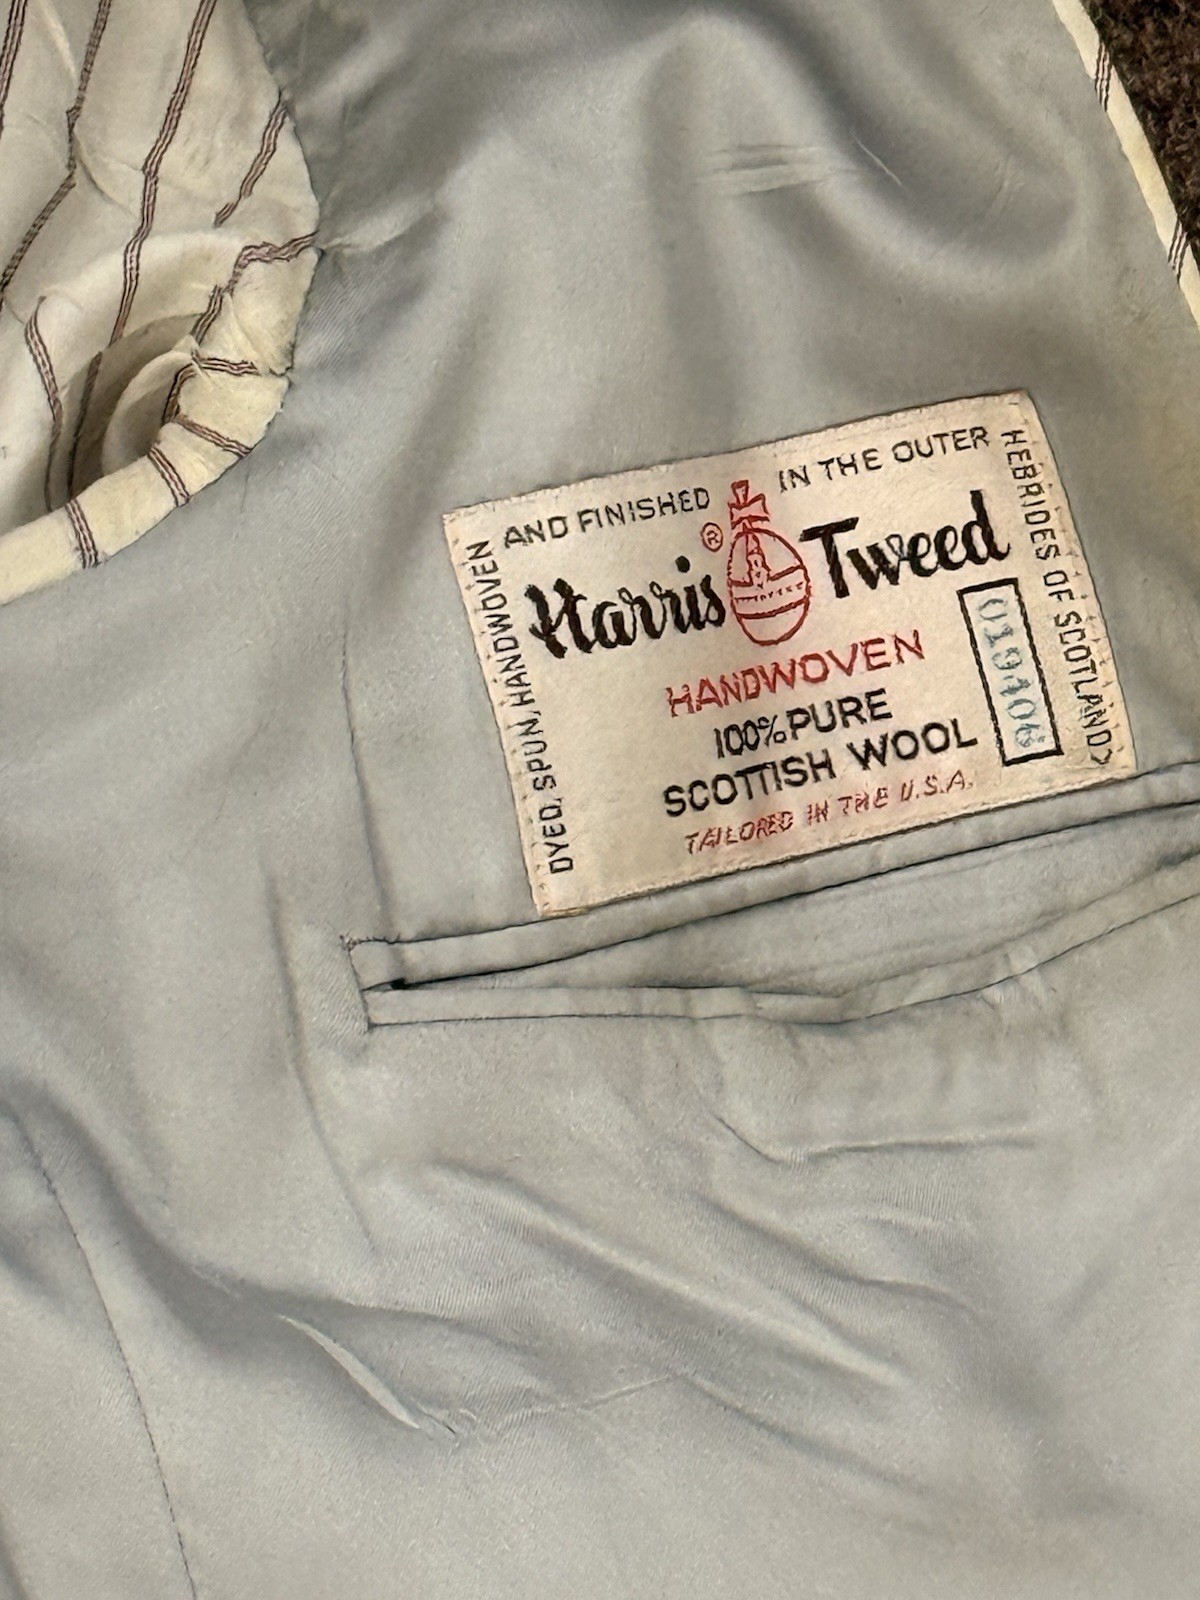 DYED, SPUN, HANDWOVEN
AND FINISHED
IN THE OUTER
HEBRIDES OF SCOTLAND
Harris ® Tweed
HANDWOVEN
100% PURE
SCOTTISH WOOL
TAILORED IN THE U.S.A.
019406